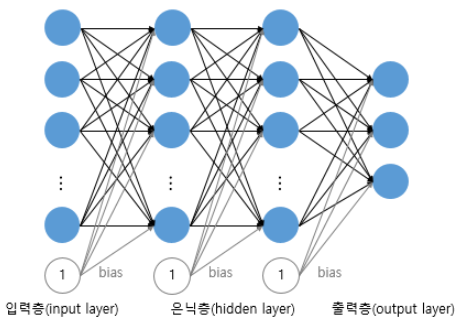 1 bias 1 bias 1 bias
입력층(input layer) 은닉층(hidden layer) 출력층(output layer)